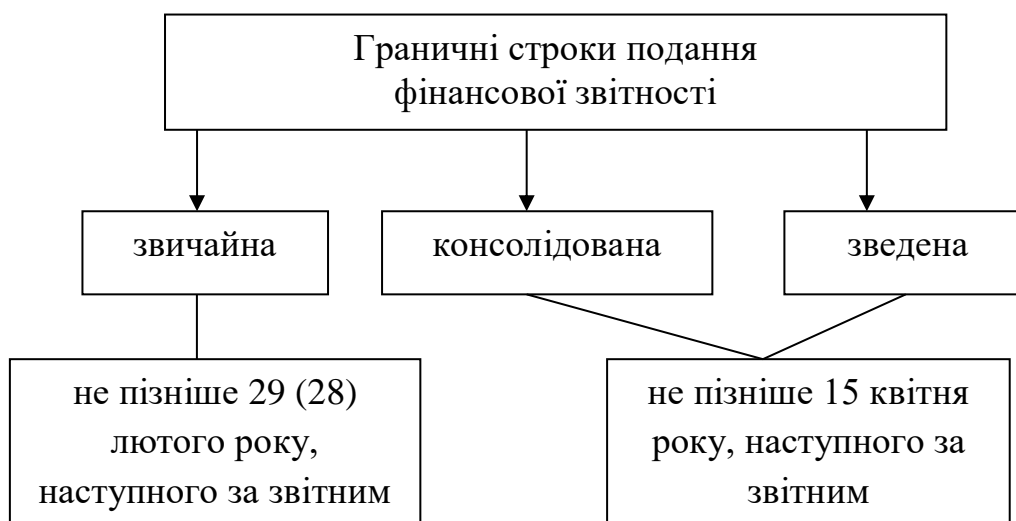 Граничні строки подання
фінансової звітності
звичайна
консолідована
зведена
не пізніше 29 (28)
лютого року,
наступного за звітним
не пізніше 15 квітня
року, наступного за
звітним